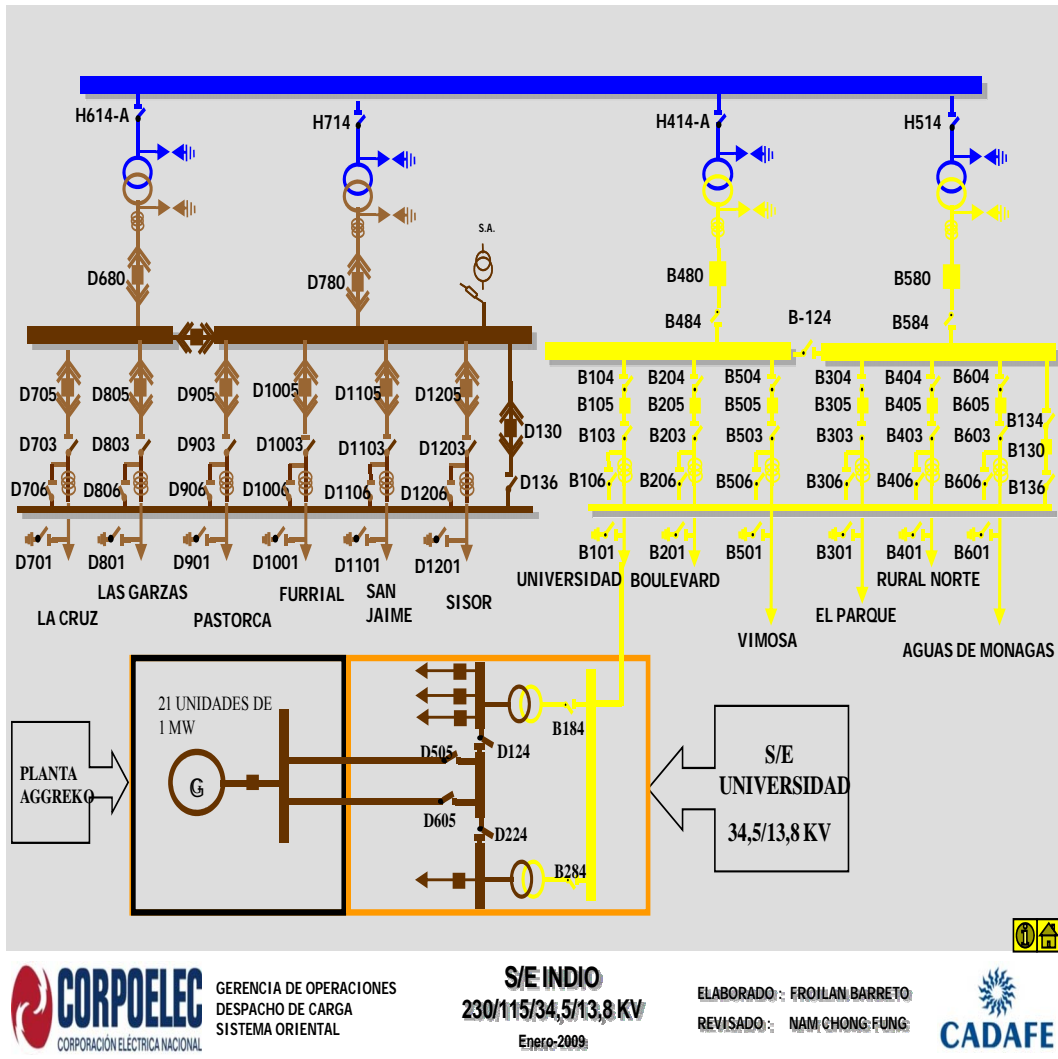 H614-A
H714
H414-A
H514
S.A.
D680
D780
B480
B580
B484
B-124
B584
D705
D805
D905
D1005
D1105
D1205
D130
B104
B204
B504
B304
B404
B604
B105
B205
B505
B305
B405
B605
B134
D703
D803
D903
D1003
D1103
D1203
B103
B203
B503
B303
B403
B603
B130
D706
D806
D906
D1006
D1106
D1206
D136
B106
B206
B506
B306
B406
B606
B136
D701
D801
D901
D1001
D1101
D1201
B101
B201
B501
B301
B401
B601
LA CRUZ
LAS GARZAS
PASTORCA
FURRIAL
SAN
JAIME
SISOR
UNIVERSIDAD
BOULEVARD
VIMOSA
EL PARQUE
RURAL NORTE
AGUAS DE MONAGAS
21 UNIDADES DE
1 MW
G
PLANTA
AGGREKO
D505
D124
D605
D224
B184
B284
S/E
UNIVERSIDAD
34,5/13,8 KV
CORPOELEC
CORPORACIÓN ELÉCTRICA NACIONAL
GERENCIA DE OPERACIONES
DESPACHO DE CARGA
SISTEMA ORIENTAL
S/E INDIO
230/115/34,5/13,8 KV
Enero-2009
ELABORADO : FROILAN BARRETO
REVISADO : NAM CHONG FUNG
CADAFE